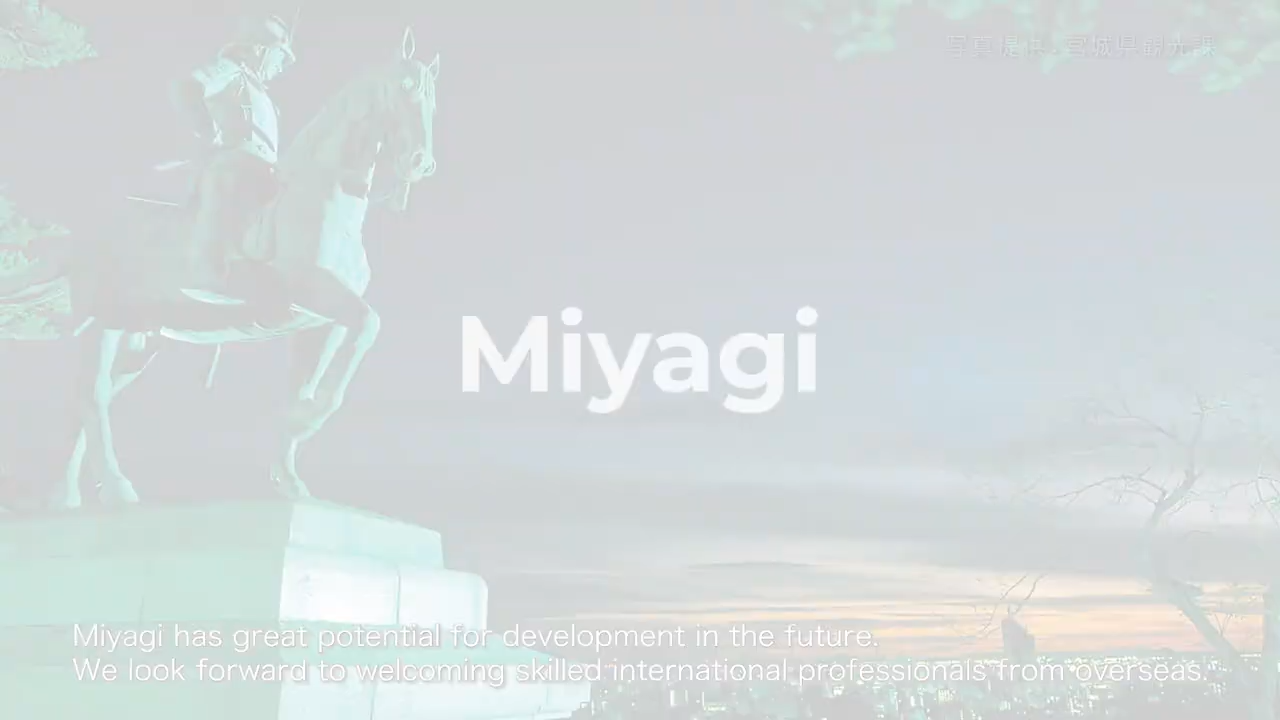 写真提供：宮城県観光課
Miyagi
Miyagi has great potential for development in the future.
We look forward to welcoming skilled international professionals from overseas.